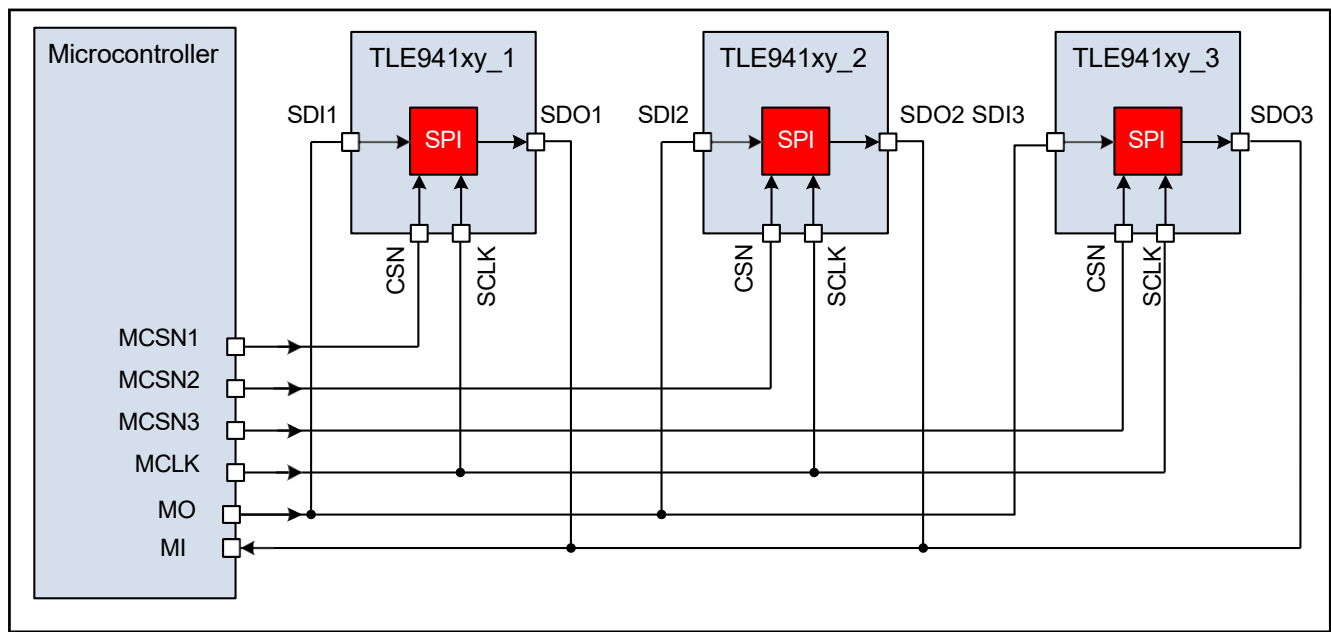 Microcontroller
TLE941xy_1
TLE941xy_2
TLE941xy_3
SDI1
SPI
SDO1
SDI2
SPI
SDO2
SDI3
SPI
SDO3
CSN
SCLK
CSN
SCLK
CSN
SCLK
MCSN1
MCSN2
MCSN3
MCLK
MO
MI